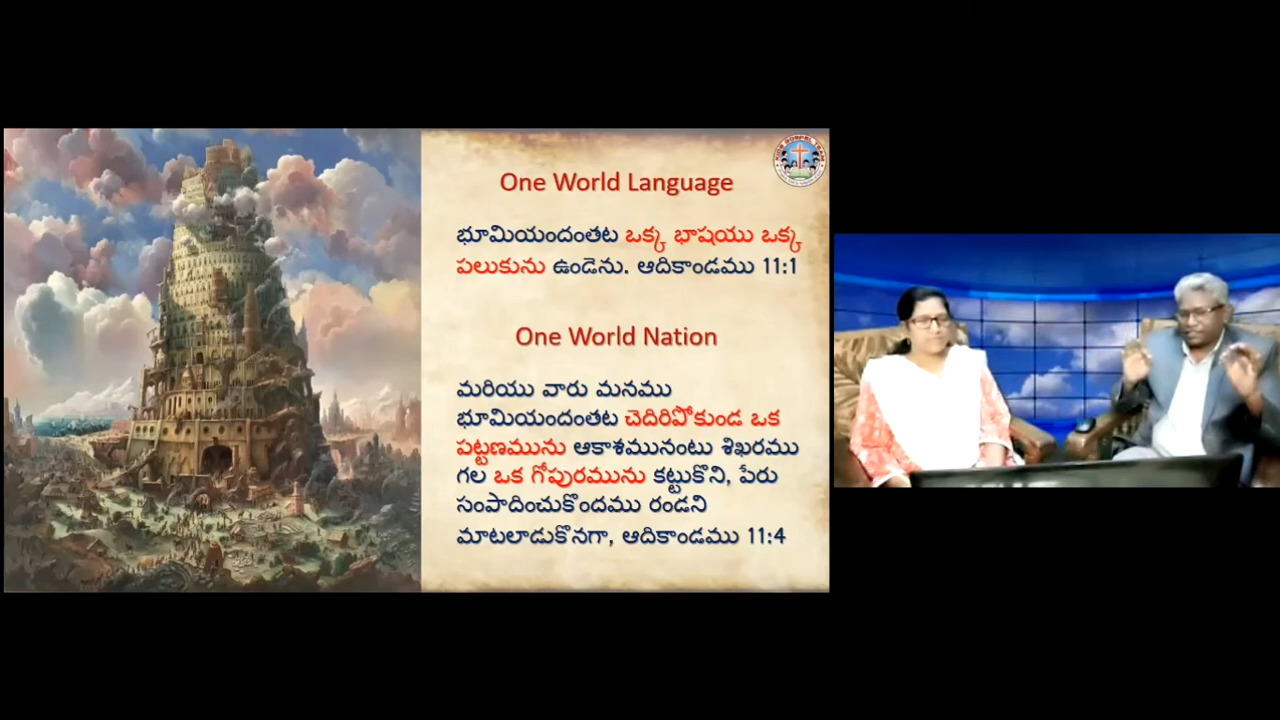 One World Language
భూమియందంతట ఒక్క భాషయు ఒక్క
పలుకును ఉండెను. ఆదికాండము 11:1
One World Nation
మరియు వారు మనము
భూమియందంతట చెదిరిపోకుండ ఒక
పట్టణమును ఆకాశమునంటు శిఖరము
గల ఒక గోపురమును కట్టుకొని, పేరు
సంపాదించుకొందము రండని
మాటలాడుకొనగా, ఆదికాండము 11:4